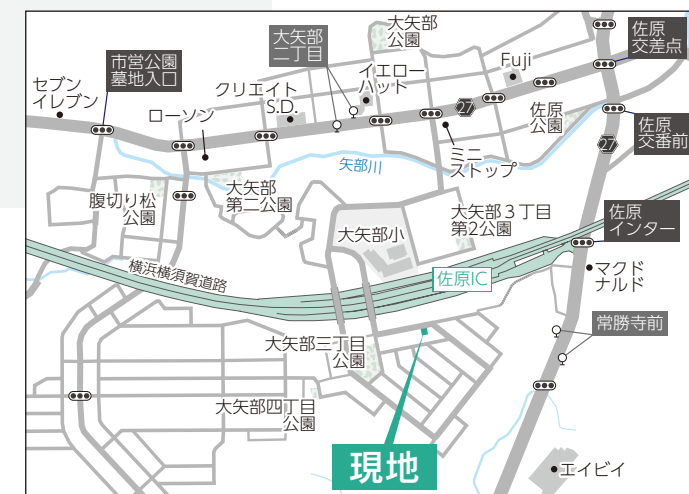 大矢部
公園
佐原
交差点
市営公園
墓地入口
大矢部
二丁目
Fuji
イエロー
ハット
セブン
イレブン
クリエイト
S.D.
27
ローソン
佐原
公園
佐原
交番前
27
ミニ
ストップ
矢部川
腹切り松
公園
大矢部
第二公園
大矢部３丁目
第2公園
佐原
インター
大矢部小
横浜横須賀道路
佐原IC
マクド
ナルド
常勝寺前
大矢部三丁目
公園
大矢部四丁目
公園
現地
エイビイ